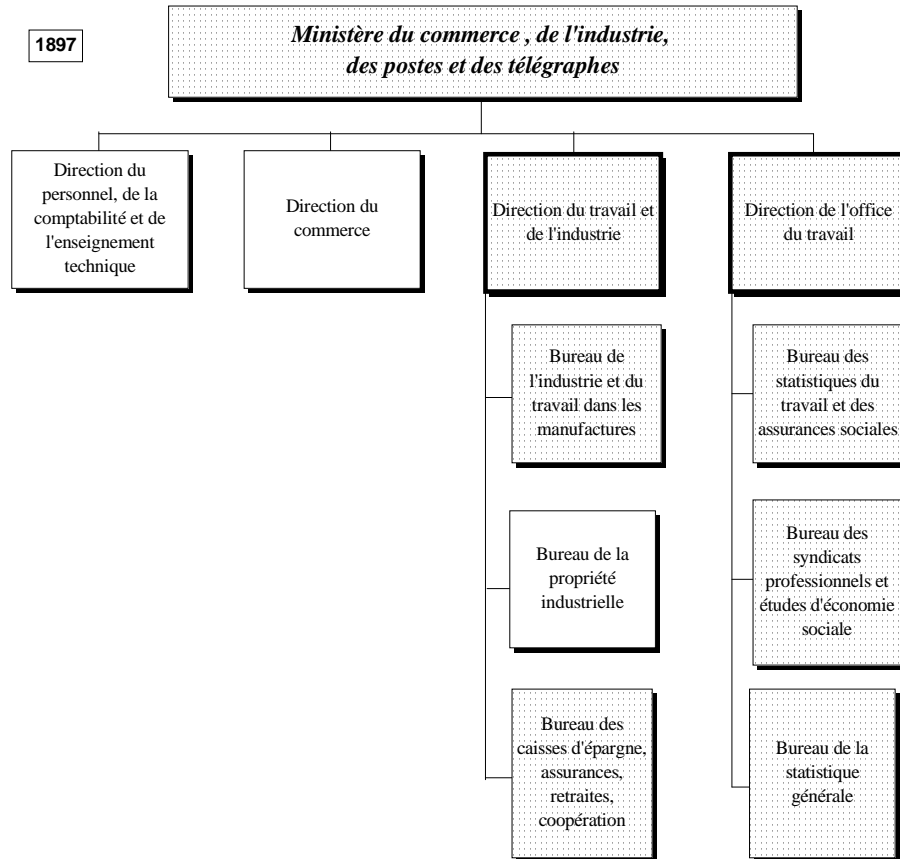 1897
Ministère du commerce , de l'industrie,
des postes et des télégraphes
Direction du
personnel, de la
comptabilité et de
l'enseignement
technique
Direction du
commerce
Direction du travail et
de l'industrie
Direction de l'office
du travail
Bureau de
l'industrie et du
travail dans les
manufactures
Bureau des
statistiques du
travail et des
assurances sociales
Bureau de la
propriété
industrielle
Bureau des
syndicats
professionnels et
études d'économie
sociale
Bureau des
caisses d'épargne,
assurances,
retraites,
coopération
Bureau de la
statistique
générale